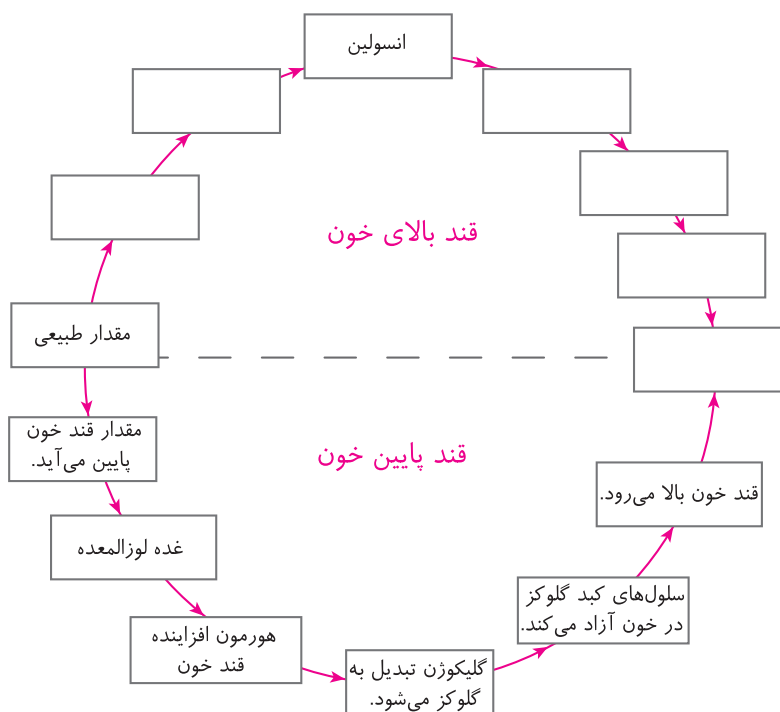 انسولین
قند بالای خون
مقدار طبیعی
قند پایین خون
مقدار قند خون
پایین می‌آید.
غده لوزالمعده
هورمون افزاینده
قند خون
گلیکوژن تبدیل به
گلوکز می‌شود.
سلول‌های کبد گلوکز
در خون آزاد می‌کند.
قند خون بالا می‌رود.